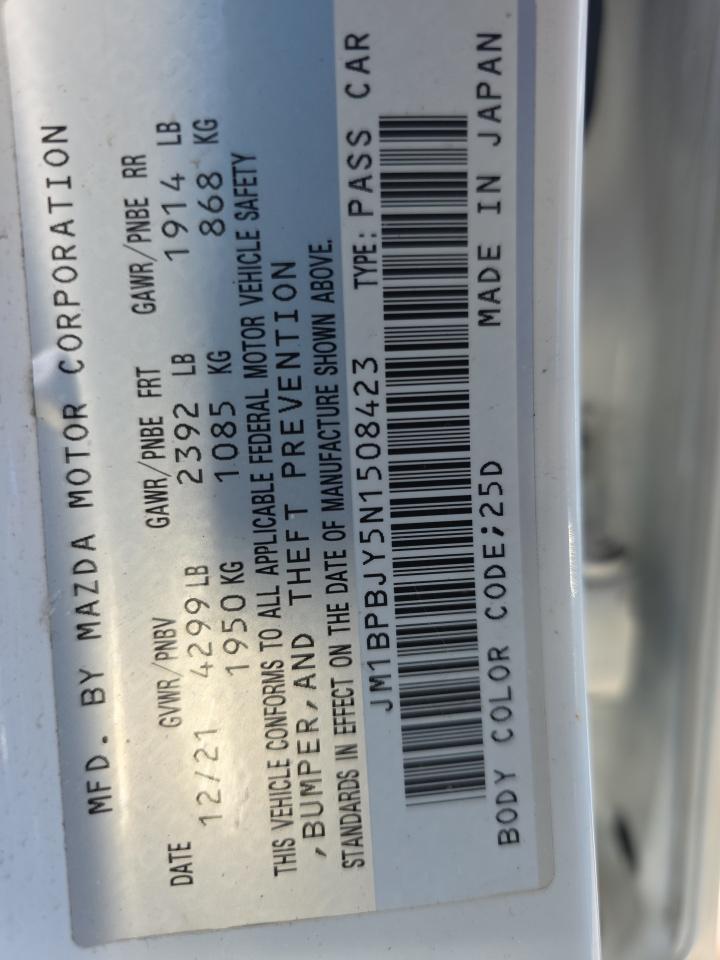 MFD. BY MAZDA MOTOR CORPORATION
DATE GVWR/PNBV GAWR/PNBE FRT GAWR/PNBE RR
12/21 4299 LB 2392 LB 1914 LB
1950 KG 1085 KG 868 KG
THIS VEHICLE CONFORMS TO ALL APPLICABLE FEDERAL MOTOR VEHICLE SAFETY
,BUMPER,AND THEFT PREVENTION
STANDARDS IN EFFECT ON THE DATE OF MANUFACTURE SHOWN ABOVE.
JM1BPBJY5N1508423 TYPE: PASS CAR
BODY COLOR CODE;25D MADE IN JAPAN